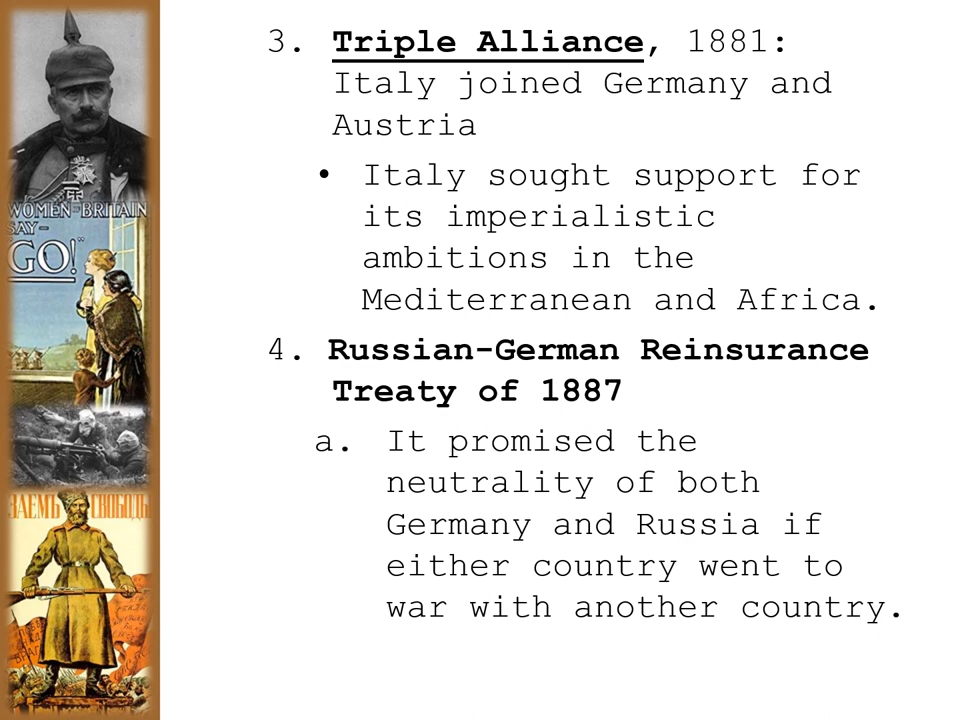 3. Triple Alliance, 1881:
Italy joined Germany and
Austria
• Italy sought support for
its imperialistic
ambitions in the
Mediterranean and Africa.
4. Russian-German Reinsurance
Treaty of 1887
a. It promised the
neutrality of both
Germany and Russia if
either country went to
war with another country.
WOMEN OF BRITAIN
SAY-
"GO!"
ЗАЕМЪ СВОБОДЫ